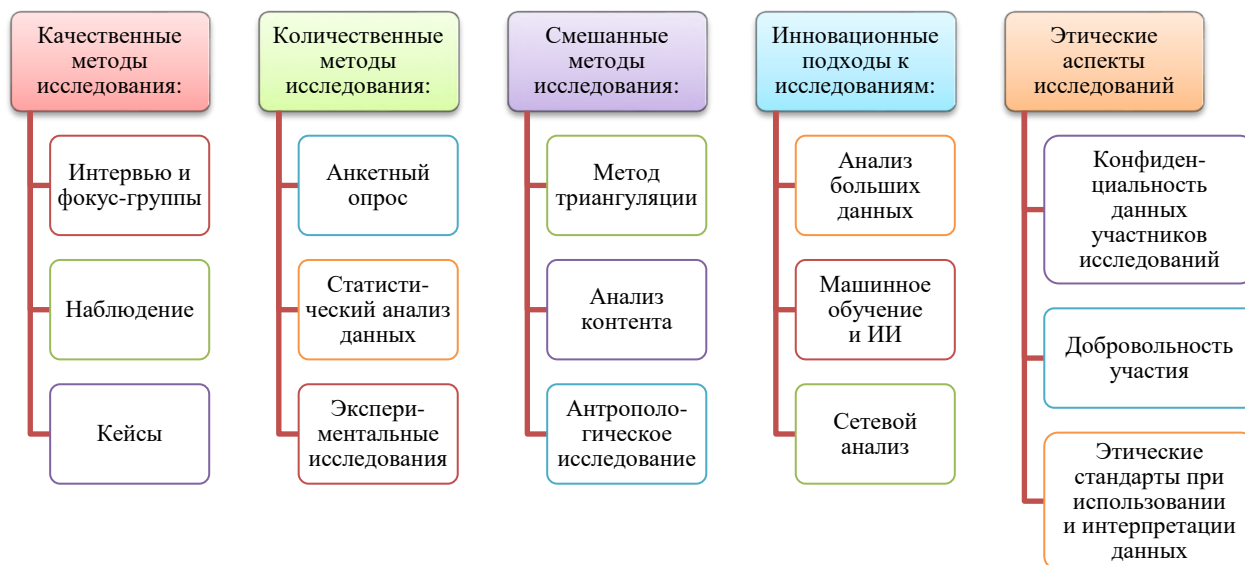 Качественные
методы
исследования:
Интервью и
фокус-группы
Наблюдение
Кейсы
Количественные
методы
исследования:
Анкетный
опрос
Статисти-
ческий анализ
данных
Экспери-
ментальные
исследования
Смешанные
методы
исследования:
Метод
триангуляции
Анализ
контента
Антрополо-
гическое
исследование
Инновационные
подходы к
исследованиям:
Анализ
больших
данных
Машинное
обучение
и ИИ
Сетевой
анализ
Этические
аспекты
исследований
Конфиден-
циальность
данных
участников
исследований
Добровольность
участия
Этические
стандарты при
использовании
и интерпретации
данных